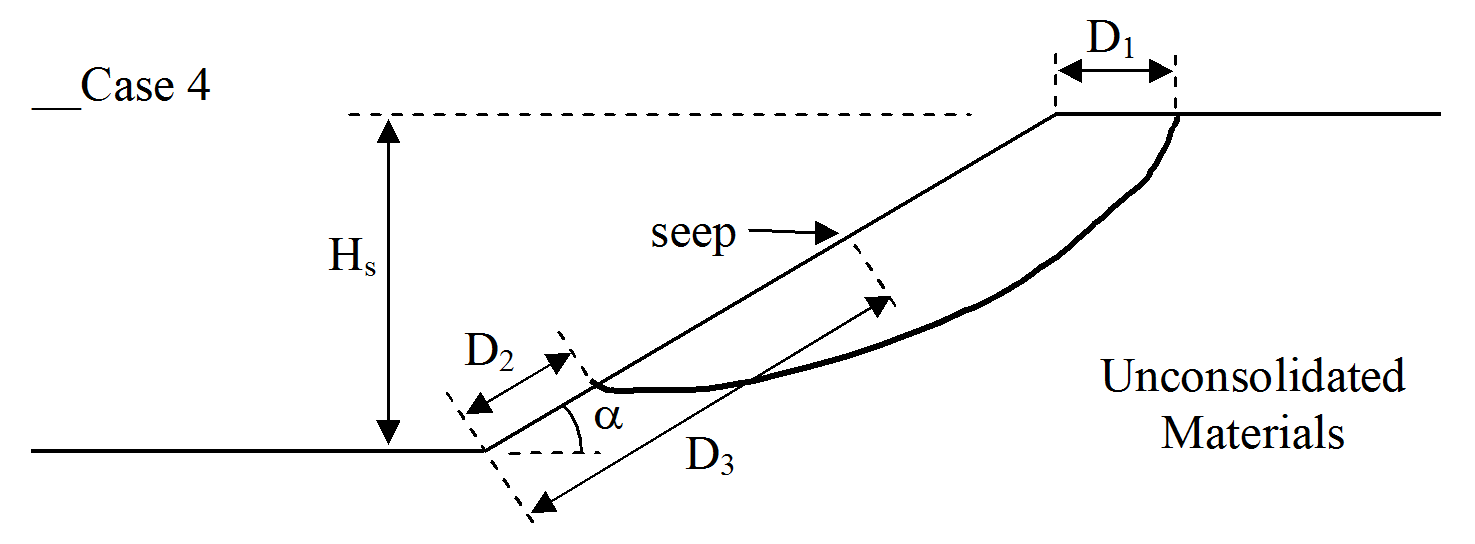 __Case 4
D₁
Hₛ
seep
D₂
α
D₃
Unconsolidated
Materials